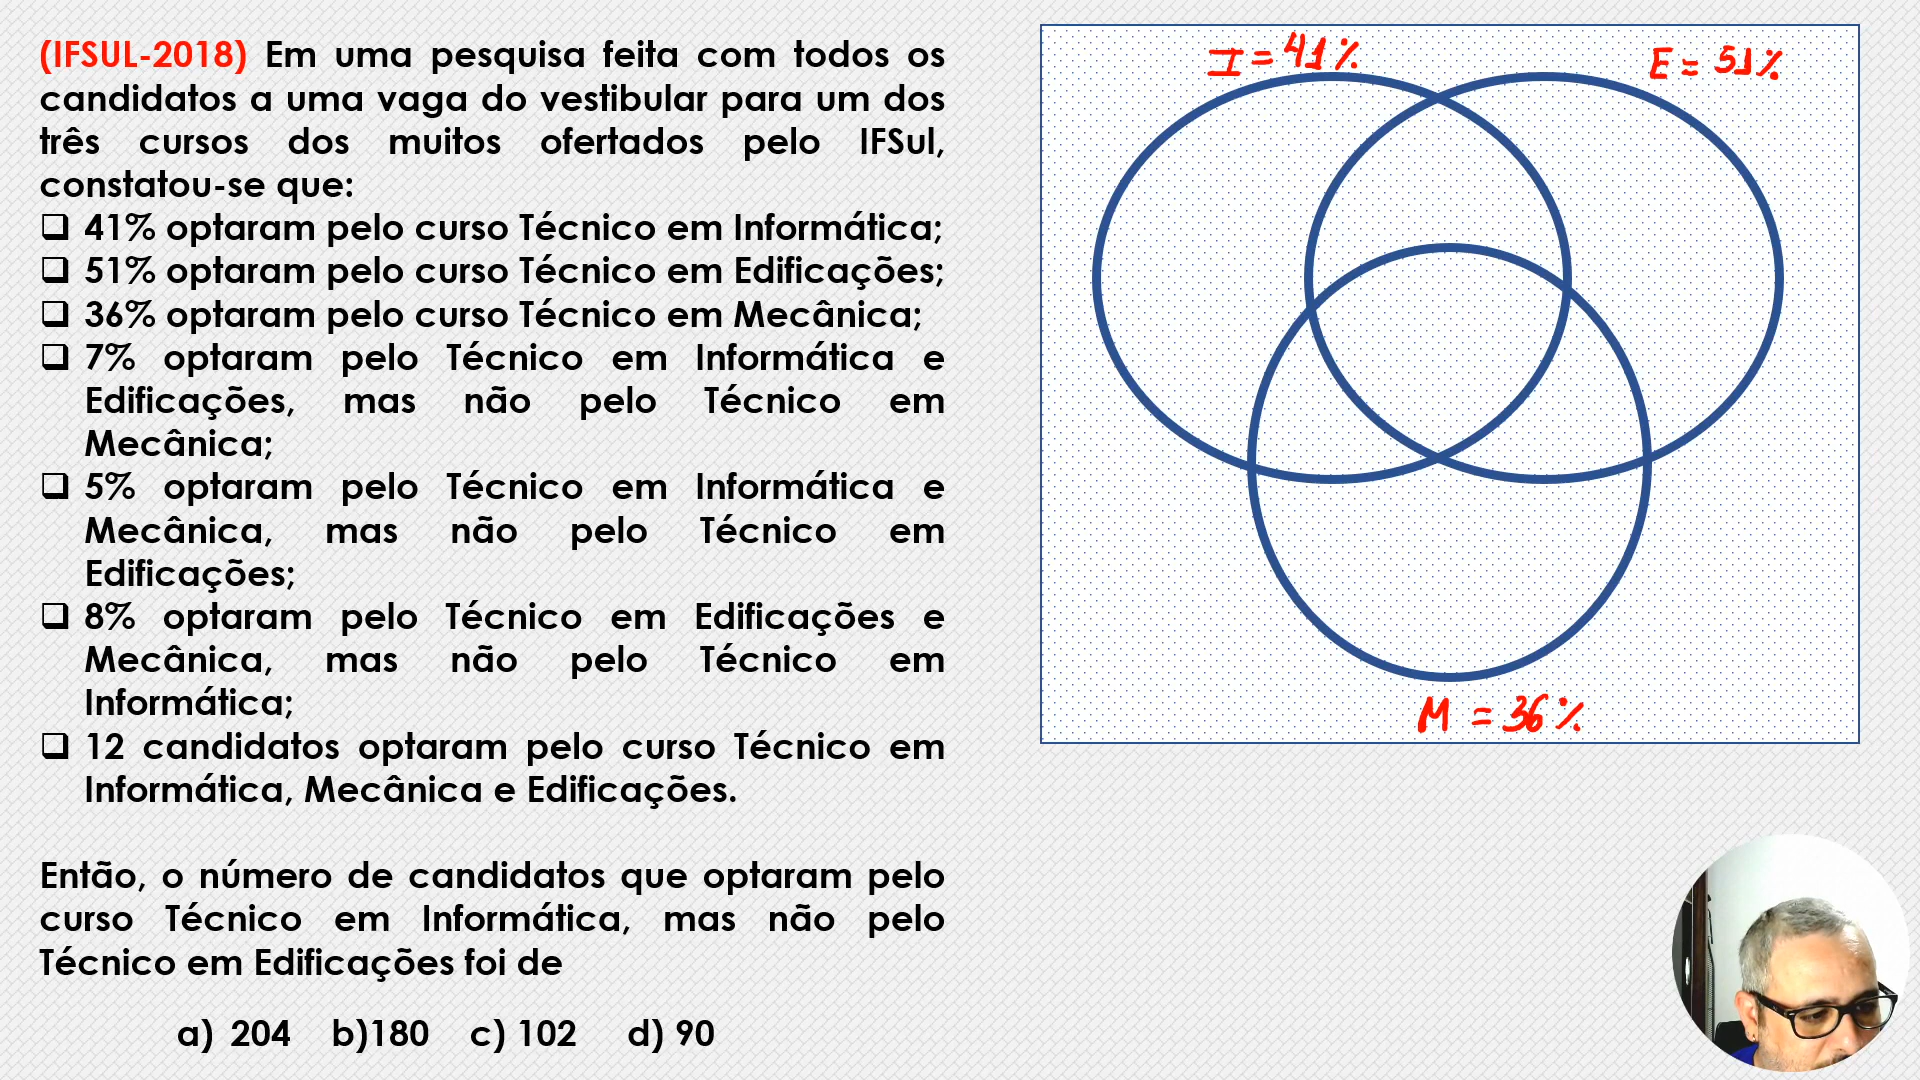 (IFSUL-2018) Em uma pesquisa feita com todos os
candidatos a uma vaga do vestibular para um dos
três cursos dos muitos ofertados pelo IFSul,
constatou-se que:
❑ 41% optaram pelo curso Técnico em Informática;
❑ 51% optaram pelo curso Técnico em Edificações;
❑ 36% optaram pelo curso Técnico em Mecânica;
❑ 7% optaram pelo Técnico em Informática e
Edificações, mas não pelo Técnico em
Mecânica;
❑ 5% optaram pelo Técnico em Informática e
Mecânica, mas não pelo Técnico em
Edificações;
❑ 8% optaram pelo Técnico em Edificações e
Mecânica, mas não pelo Técnico em
Informática;
❑ 12 candidatos optaram pelo curso Técnico em
Informática, Mecânica e Edificações.
Então, o número de candidatos que optaram pelo
curso Técnico em Informática, mas não pelo
Técnico em Edificações foi de
a) 204 b)180 c) 102 d) 90
I = 41%
E = 51%
M = 36%